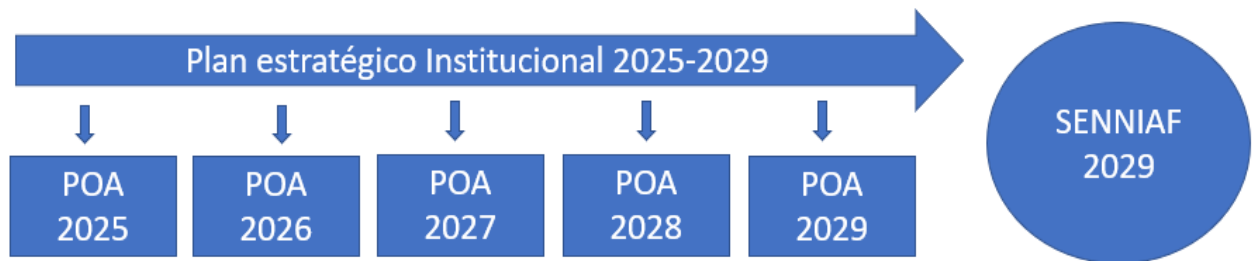 Plan estratégico Institucional 2025-2029
SENNIAF
2029
POA
2025
POA
2026
POA
2027
POA
2028
POA
2029